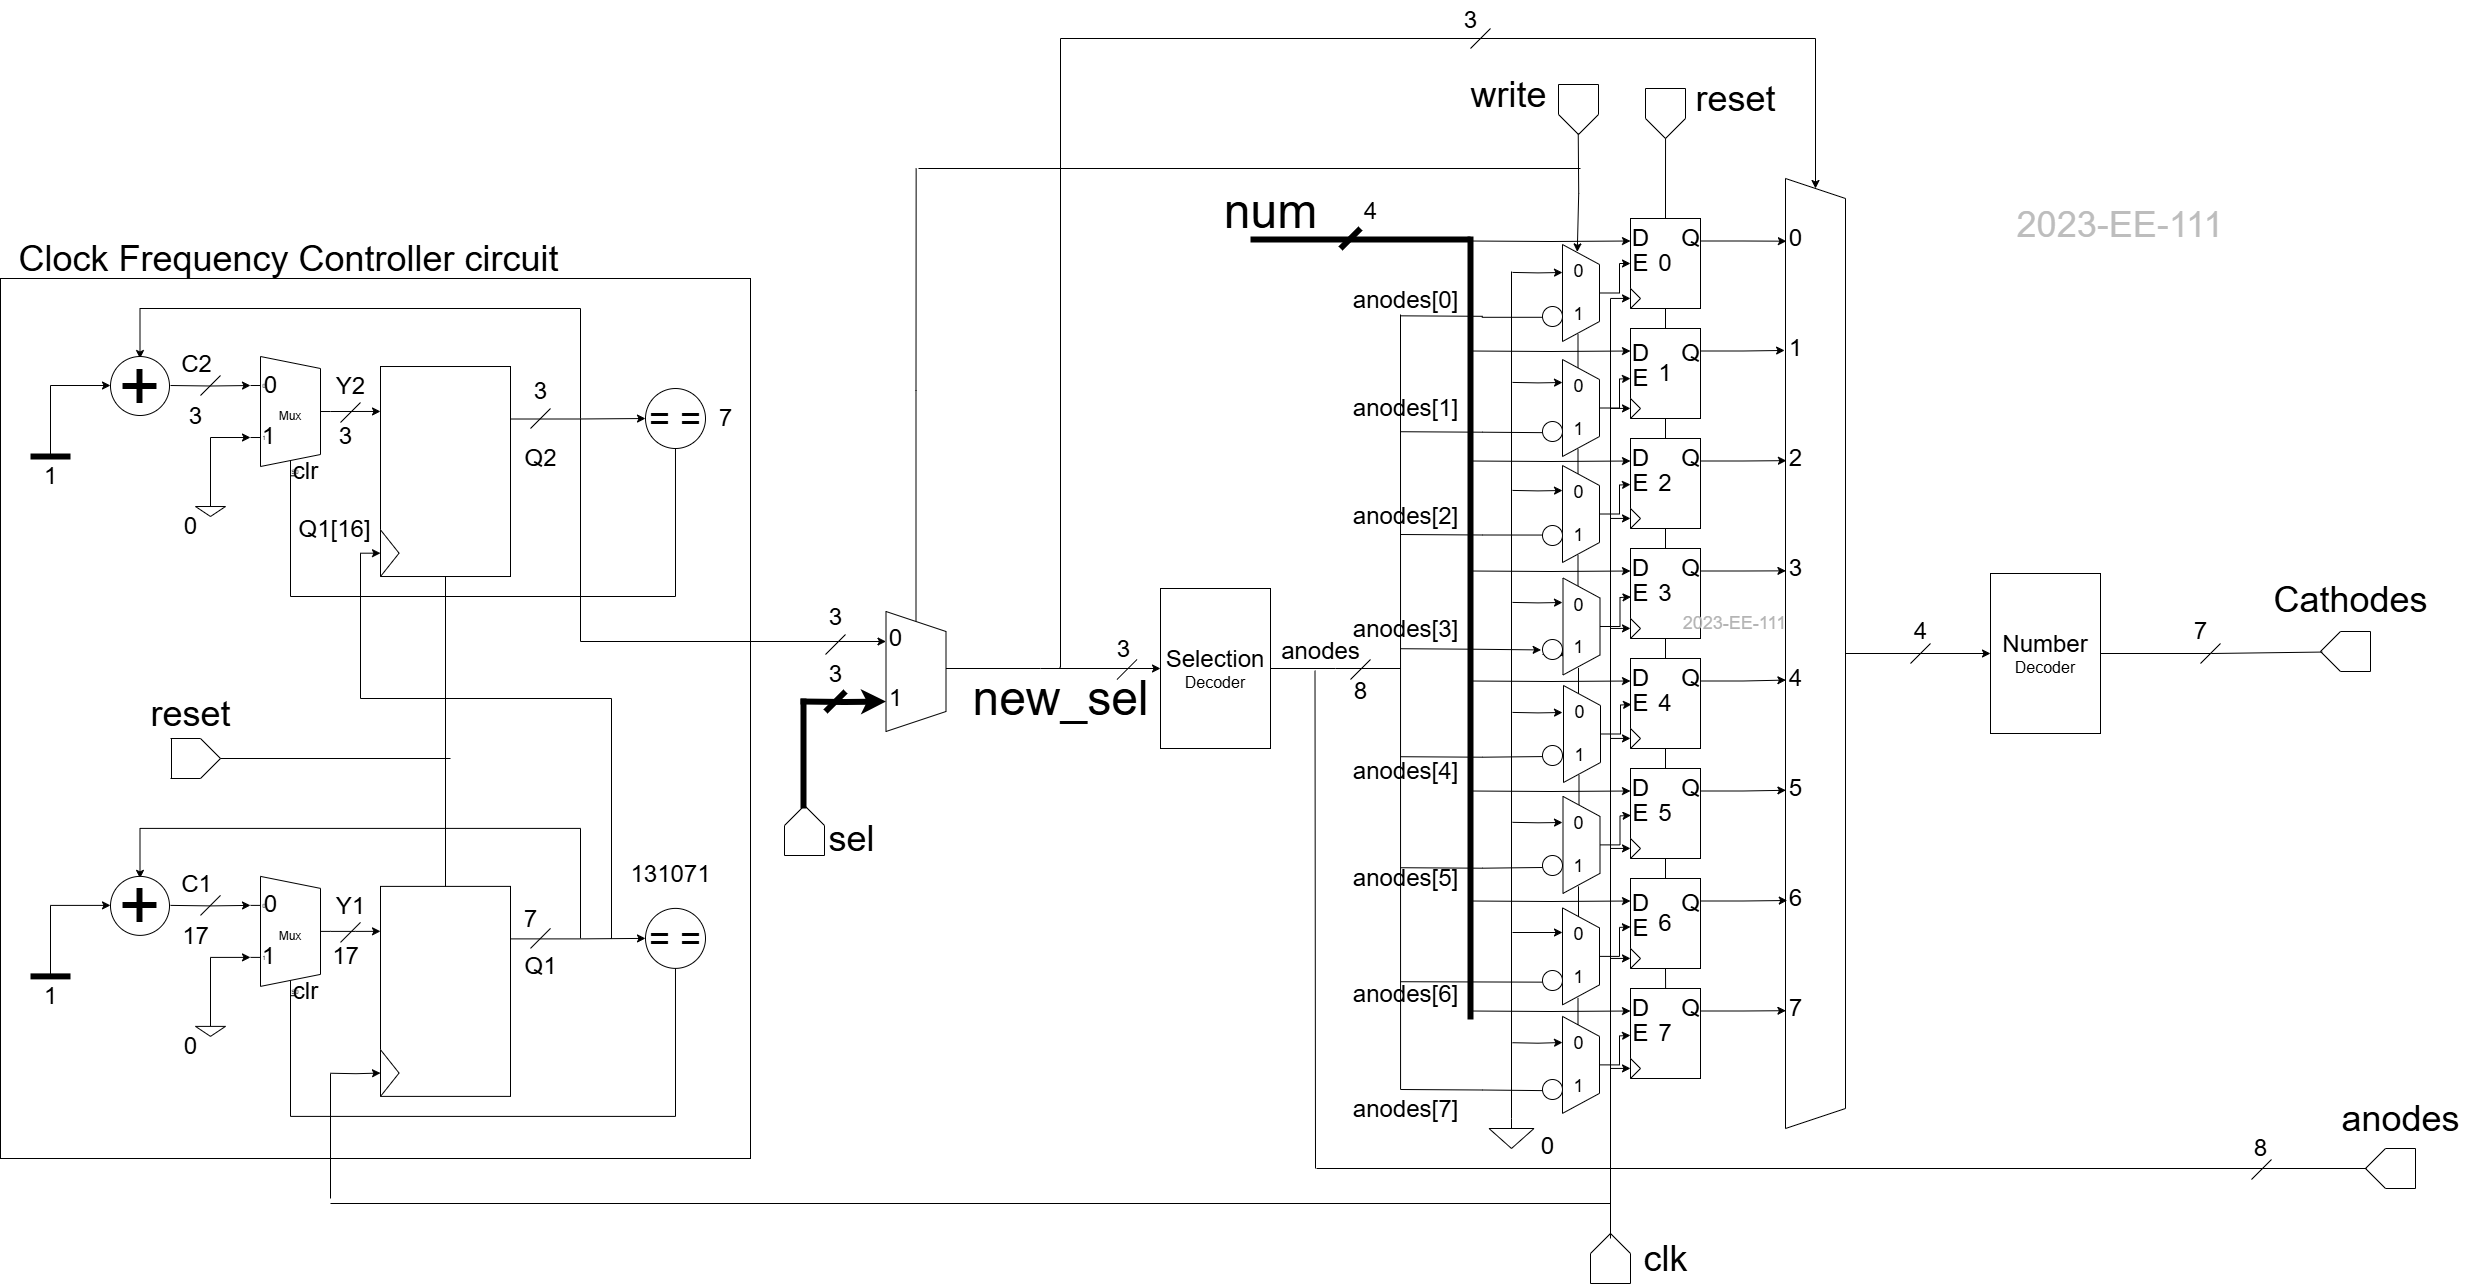 3
write
reset
2023-EE-111
num
4
Clock Frequency Controller circuit
C2
3
0
Mux
1
clr
Y2
3
1
0
Q1[16]
3
Q2
= =
7
reset
C1
17
0
Mux
1
clr
Y1
17
1
0
7
Q1
131071
= =
3
0
3
1
sel
new_sel
3
Selection
Decoder
anodes
8
anodes[0]
anodes[1]
anodes[2]
anodes[3]
anodes[4]
anodes[5]
anodes[6]
anodes[7]
0
1
0
1
0
1
0
1
0
1
0
1
0
1
0
1
0
D Q
E 0
D Q
E 1
D Q
E 2
D Q
E 3
2023-EE-111
D Q
E 4
D Q
E 5
D Q
E 6
D Q
E 7
0
1
2
3
4
5
6
7
4
Number
Decoder
7
Cathodes
anodes
8
clk